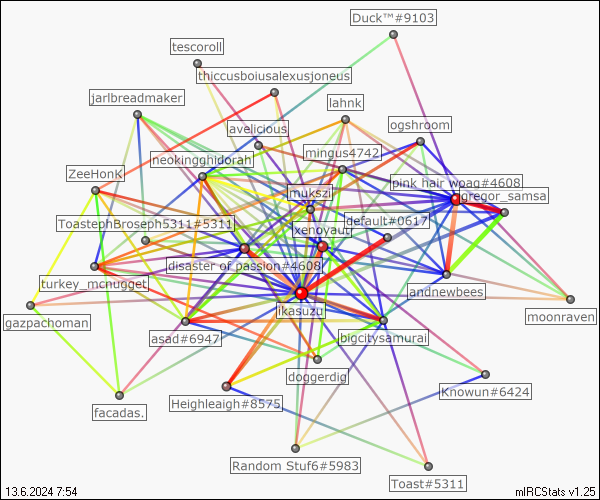 Duck™#9103
tescoroll
thiccusboiusalexusjoneus
jarlbreadmaker
lahnk
avelicious
ogshroom
mingus4742
neokingghidorah
ZeeHonk
pink hair wpag#4608
mukszi
gregor_samsa
ToastephBroseph5311#5311
default#0617
xenoyaut
disaster of passion#4608
turkey_mcnugget
jandnewbees
ikasuzu
moonraven
gazpachoman
asad#6947
bigcitysamurai
doggerdig
Knowun#6424
Heighleaigh#8575
facadas.
Random Stuf6#5983
Toast#5311
13.6.2024 7:54
mIRCStats v1.25